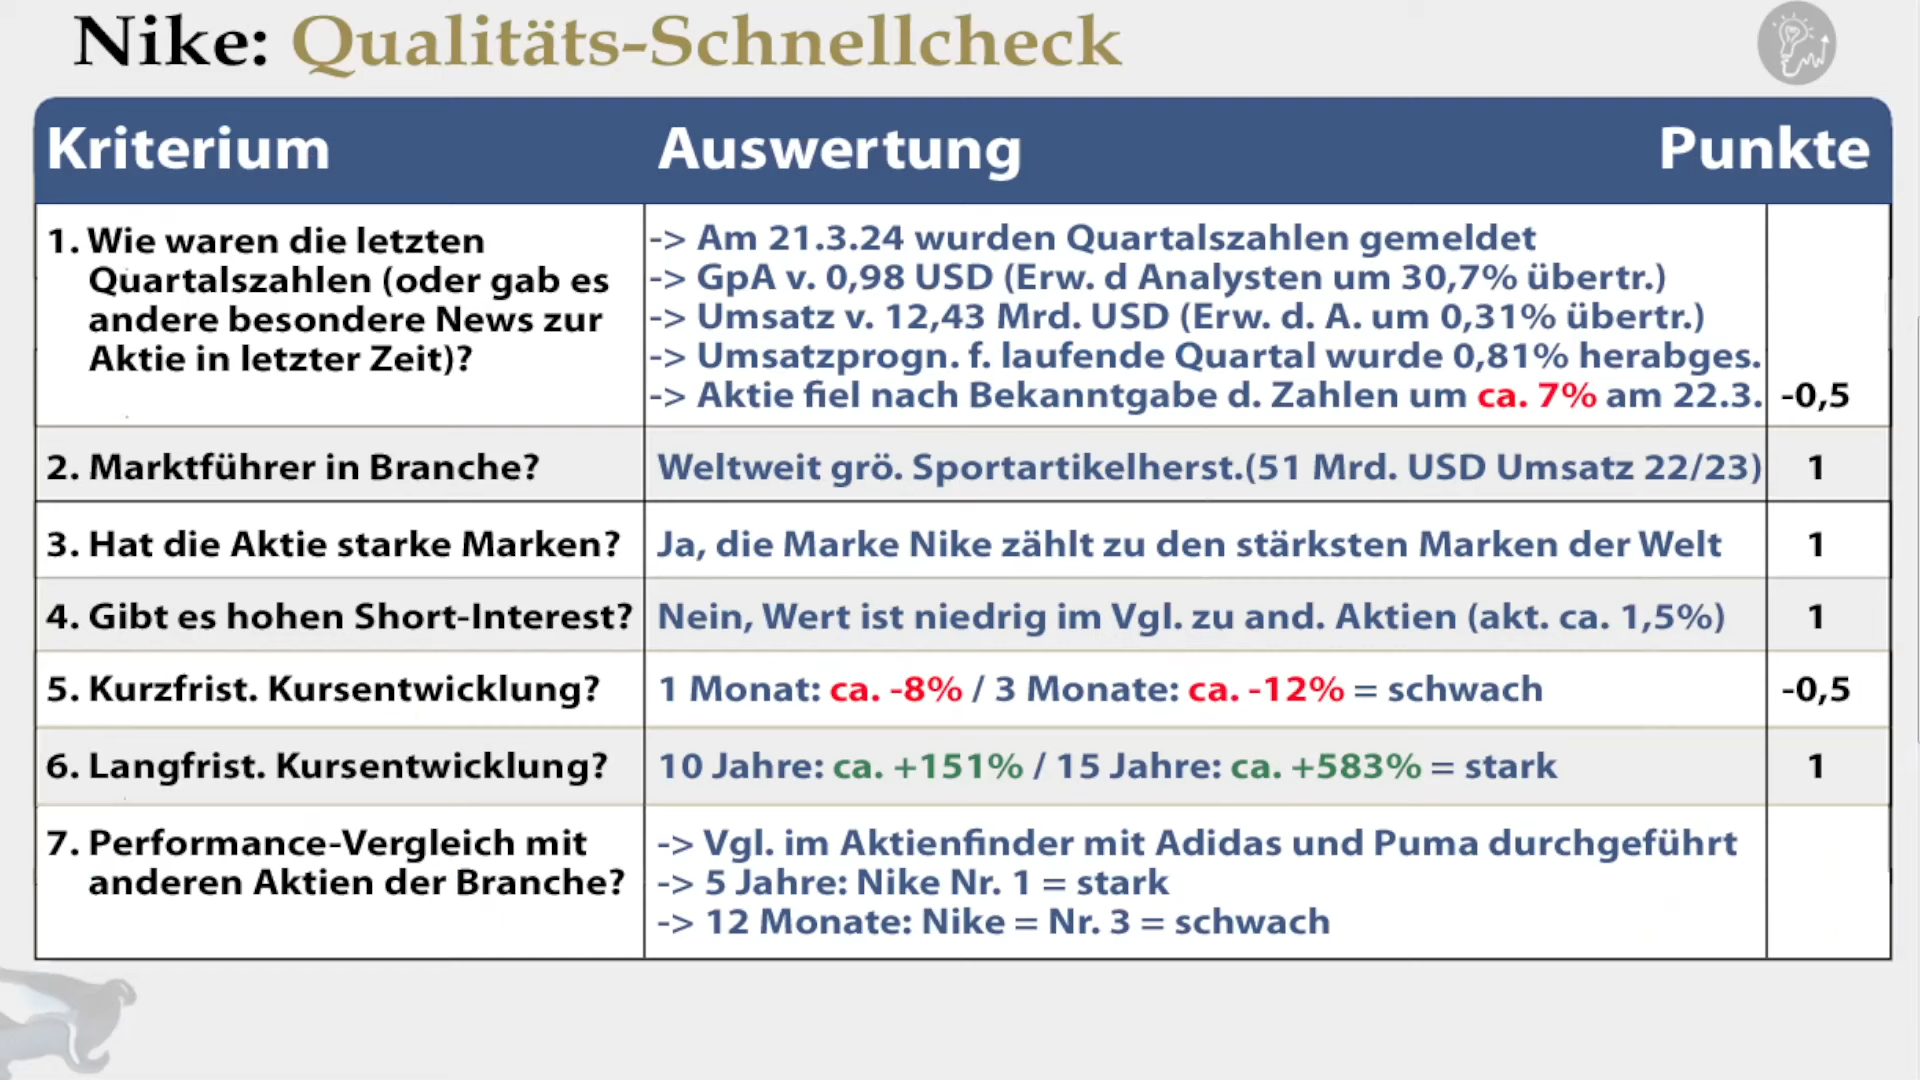 Nike: Qualitäts-Schnellcheck
Kriterium Auswertung Punkte
1. Wie waren die letzten
Quartalszahlen (oder gab es
andere besondere News zur
Aktie in letzter Zeit)?
-> Am 21.3.24 wurden Quartalszahlen gemeldet
-> GpA v. 0,98 USD (Erw. d Analysten um 30,7% übertr.)
-> Umsatz v. 12,43 Mrd. USD (Erw. d. A. um 0,31% übertr.)
-> Umsatzprogn. f. laufende Quartal wurde 0,81% herabges.
-> Aktie fiel nach Bekanntgabe d. Zahlen um ca. 7% am 22.3. -0,5
2. Marktführer in Branche? Weltweit grö. Sportartikelherst.(51 Mrd. USD Umsatz 22/23) 1
3. Hat die Aktie starke Marken? Ja, die Marke Nike zählt zu den stärksten Marken der Welt 1
4. Gibt es hohen Short-Interest? Nein, Wert ist niedrig im Vgl. zu and. Aktien (akt. ca. 1,5%) 1
5. Kurzfrist. Kursentwicklung? 1 Monat: ca. -8% / 3 Monate: ca. -12% = schwach -0,5
6. Langfrist. Kursentwicklung? 10 Jahre: ca. +151% / 15 Jahre: ca. +583% = stark 1
7. Performance-Vergleich mit
anderen Aktien der Branche?
-> Vgl. im Aktienfinder mit Adidas und Puma durchgeführt
-> 5 Jahre: Nike Nr. 1 = stark
-> 12 Monate: Nike = Nr. 3 = schwach